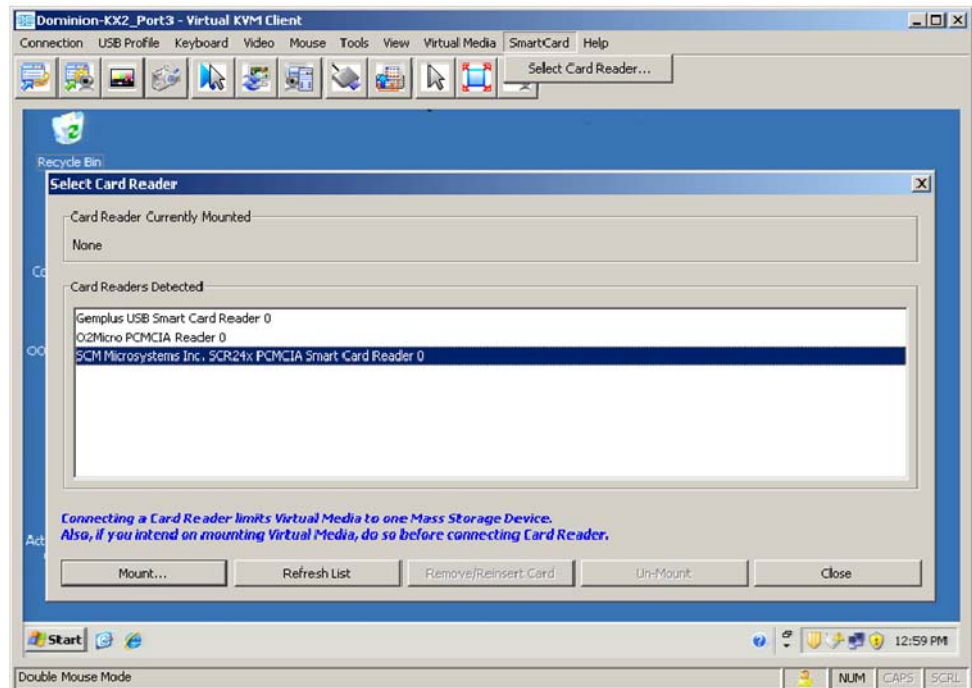 Dominion-KX2_Port3 - Virtual KVM Client
Connection USB Profile Keyboard Video Mouse Tools View Virtual Media SmartCard Help
Select Card Reader...
Recycle Bin
Select Card Reader
Card Reader Currently Mounted
None
Co
Card Readers Detected
Gemplus USB Smart Card Reader 0
O2Micro PCMCIA Reader 0
OO
SCM Microsystems Inc. SCR24x PCMCIA Smart Card Reader 0
Connecting a Card Reader limits Virtual Media to one Mass Storage Device.
Act
Also, if you intend on mounting Virtual Media, do so before connecting Card Reader.
Mount... Refresh List Remove/Reinsert Card Un-Mount Close
Start 12:59 PM
Double Mouse Mode NUM CAPS SCRL